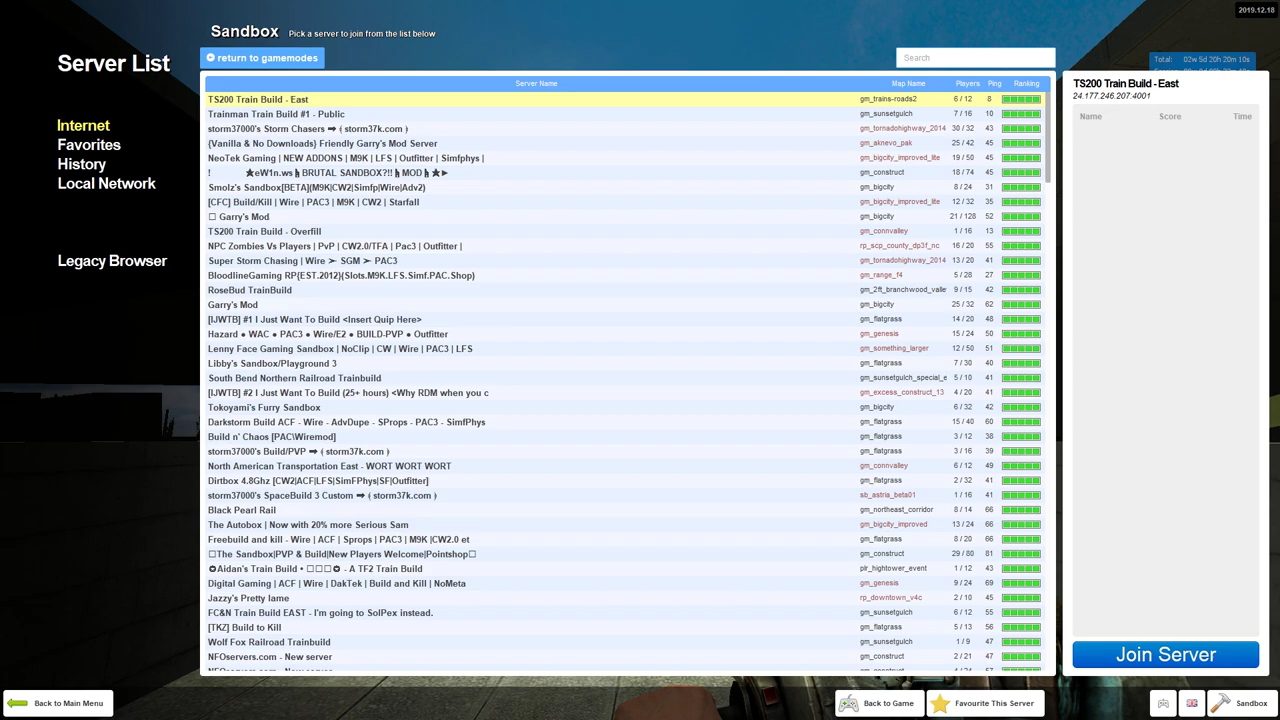 2019.12.18
Sandbox Pick a server to join from the list below
Server List
return to gamemodes
Search
Total: 02w 5d 20h 20m 10s
Internet
Favorites
History
Local Network
Legacy Browser
Server Name Map Name Players Ping Ranking
TS200 Train Build - East gm_trains-roads2 6 / 12 8
Trainman Train Build #1 - Public gm_sunsetgulch 7 / 16 10
storm37000's Storm Chasers ➡ ( storm37k.com ) gm_tornadohighway_2014 30 / 32 43
{Vanilla & No Downloads} Friendly Garry's Mod Server gm_aknevo_pak 25 / 42 45
NeoTek Gaming | NEW ADDONS | M9K | LFS | Outfitter | Simfphys | gm_bigcity_improved_lite 19 / 50 45
! ★eW1n.ws BRUTAL SANDBOX?!! MOD ★► gm_construct 18 / 74 45
Smolz's Sandbox[BETA](M9K|CW2|Simfp|Wire|Adv2) gm_bigcity 8 / 24 31
[CFC] Build/Kill | Wire | PAC3 | M9K | CW2 | Starfall gm_bigcity_improved_lite 12 / 32 35
☐ Garry's Mod gm_bigcity 21 / 128 52
TS200 Train Build - Overfill gm_connvalley 1 / 16 13
NPC Zombies Vs Players | PvP | CW2.0/TFA | Pac3 | Outfitter | rp_scp_county_dp3f_nc 16 / 20 55
Super Storm Chasing | Wire ➣ SGM ➣ PAC3 gm_tornadohighway_2014 13 / 20 41
BloodlineGaming RP{EST.2012}{Slots.M9K.LFS.Simf.PAC.Shop) gm_range_f4 5 / 28 27
RoseBud TrainBuild gm_2ft_branchwood_valle 9 / 15 42
Garry's Mod gm_bigcity 25 / 32 62
[IJWTB] #1 I Just Want To Build <Insert Quip Here> gm_flatgrass 14 / 20 48
Hazard ● WAC ● PAC3 ● Wire/E2 ● BUILD-PVP ● Outfitter gm_genesis 15 / 24 50
Lenny Face Gaming Sandbox | NoClip | CW | Wire | PAC3 | LFS gm_something_larger 12 / 50 51
Libby's Sandbox/Playground 3 gm_flatgrass 7 / 30 40
South Bend Northern Railroad Trainbuild gm_sunsetgulch_special_e 5 / 10 41
[IJWTB] #2 I Just Want To Build (25+ hours) <Why RDM when you c gm_excess_construct_13 4 / 20 41
Tokoyami's Furry Sandbox gm_bigcity 6 / 32 42
Darkstorm Build ACF - Wire - AdvDupe - SProps - PAC3 - SimfPhys gm_flatgrass 15 / 40 60
Build n' Chaos [PAC\Wiremod] gm_flatgrass 3 / 12 38
storm37000's Build/PVP ➡ ( storm37k.com ) gm_flatgrass 3 / 16 39
North American Transportation East - WORT WORT WORT gm_connvalley 6 / 12 49
Dirtbox 4.8Ghz [CW2|ACF|LFS|SimFPhys|SF|Outfitter] gm_flatgrass 2 / 32 41
storm37000's SpaceBuild 3 Custom ➡ ( storm37k.com ) sb_astria_beta01 1 / 16 41
Black Pearl Rail gm_northeast_corridor 8 / 14 66
The Autobox | Now with 20% more Serious Sam gm_bigcity_improved 13 / 24 66
Freebuild and kill - Wire | ACF | Sprops | PAC3 | M9K |CW2.0 et gm_flatgrass 8 / 20 66
☐The Sandbox|PVP & Build|New Players Welcome|Pointshop☐ gm_construct 29 / 80 81
✪Aidan's Train Build • ☐☐☐✪ - A TF2 Train Build plr_hightower_event 1 / 12 43
Digital Gaming | ACF | Wire | DakTek | Build and Kill | NoMeta gm_genesis 9 / 24 69
Jazzy's Pretty lame rp_downtown_v4c 2 / 10 45
FC&N Train Build EAST - I'm going to SolPex instead. gm_sunsetgulch 6 / 12 55
[TKZ] Build to Kill gm_flatgrass 5 / 13 56
Wolf Fox Railroad Trainbuild gm_sunsetgulch 1 / 9 47
NFOservers.com - New server gm_construct 2 / 21 47
TS200 Train Build - East
24.177.246.207:4001
Name Score Time
Join Server
Back to Main Menu
Back to Game
Favourite This Server
Sandbox